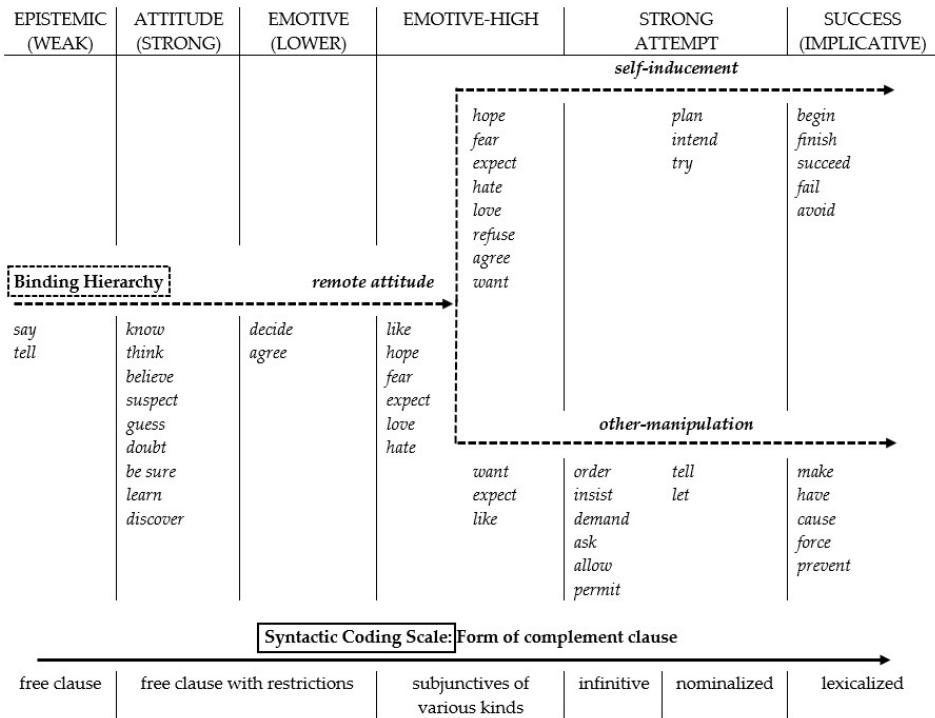 EPISTEMIC ATTITUDE EMOTIVE EMOTIVE-HIGH STRONG SUCCESS
(WEAK) (STRONG) (LOWER) ATTEMPT (IMPLICATIVE)
self-inducement
hope plan begin
fear intend finish
expect try succeed
hate fail
love avoid
refuse
agree
want
Binding Hierarchy remote attitude
say know decide like
tell think agree hope
believe fear
suspect expect
guess love
doubt hate
other-manipulation
be sure want order tell make
learn expect insist let have
discover like demand cause
ask force
allow prevent
permit
Syntactic Coding Scale: Form of complement clause
free clause free clause with restrictions subjunctives of infinitive nominalized lexicalized
various kinds